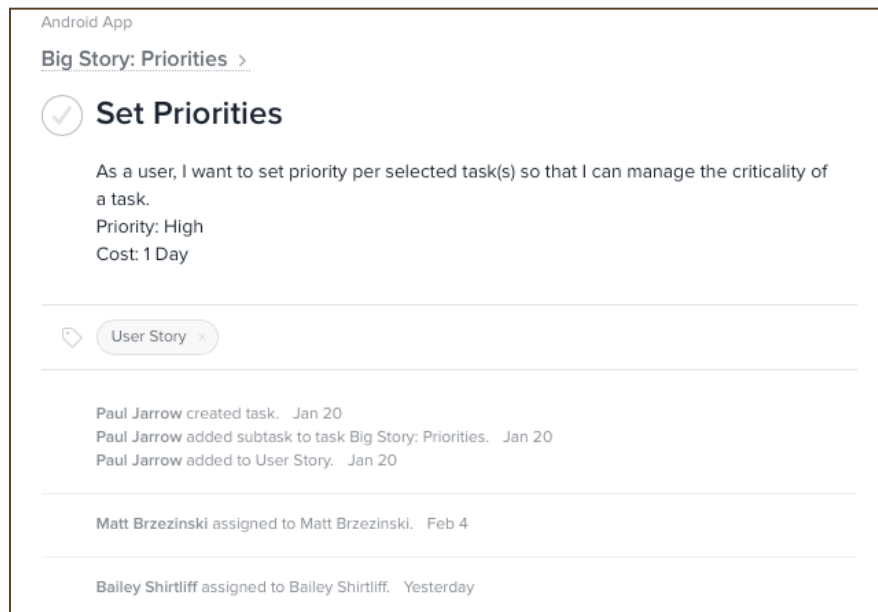 Android App
Big Story: Priorities >
Set Priorities
As a user, I want to set priority per selected task(s) so that I can manage the criticality of
a task.
Priority: High
Cost: 1 Day
User Story ×
Paul Jarrow created task. Jan 20
Paul Jarrow added subtask to task Big Story: Priorities. Jan 20
Paul Jarrow added to User Story. Jan 20
Matt Brzezinski assigned to Matt Brzezinski. Feb 4
Bailey Shirtliff assigned to Bailey Shirtliff. Yesterday